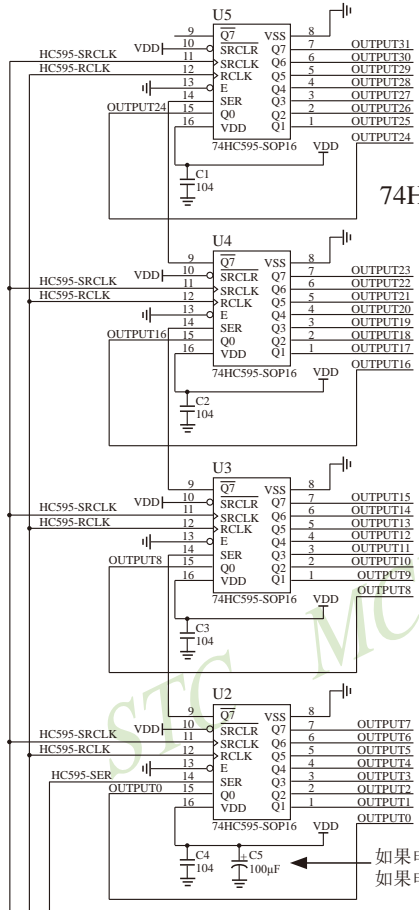 U5
9 Q7 VSS 8
VDD 10 SRCLR Q7 7 OUTPUT31
HC595-SRCLK 11 SRCLK Q6 6 OUTPUT30
HC595-RCLK 12 RCLK Q5 5 OUTPUT29
13 E Q4 4 OUTPUT28
14 SER Q3 3 OUTPUT27
OUTPUT24 15 Q0 Q2 2 OUTPUT26
16 VDD Q1 1 OUTPUT25
OUTPUT24
74HC595-SOP16 VDD
C1
104
74H
U4
9 Q7 VSS 8
VDD 10 SRCLR Q7 7 OUTPUT23
HC595-SRCLK 11 SRCLK Q6 6 OUTPUT22
HC595-RCLK 12 RCLK Q5 5 OUTPUT21
13 E Q4 4 OUTPUT20
14 SER Q3 3 OUTPUT19
OUTPUT16 15 Q0 Q2 2 OUTPUT18
16 VDD Q1 1 OUTPUT17
OUTPUT16
74HC595-SOP16 VDD
C2
104
U3
9 Q7 VSS 8
VDD 10 SRCLR Q7 7 OUTPUT15
HC595-SRCLK 11 SRCLK Q6 6 OUTPUT14
HC595-RCLK 12 RCLK Q5 5 OUTPUT13
13 E Q4 4 OUTPUT12
14 SER Q3 3 OUTPUT11
OUTPUT8 15 Q0 Q2 2 OUTPUT10
16 VDD Q1 1 OUTPUT9
OUTPUT8
74HC595-SOP16 VDD
C3
104
STC MC
U2
9 Q7 VSS 8
VDD 10 SRCLR Q7 7 OUTPUT7
HC595-SRCLK 11 SRCLK Q6 6 OUTPUT6
HC595-RCLK 12 RCLK Q5 5 OUTPUT5
13 E Q4 4 OUTPUT4
HC595-SER 14 SER Q3 3 OUTPUT3
OUTPUT0 15 Q0 Q2 2 OUTPUT2
16 VDD Q1 1 OUTPUT1
OUTPUT0
74HC595-SOP16 VDD
C4
104
+ C5
100μF
如果电
如果电